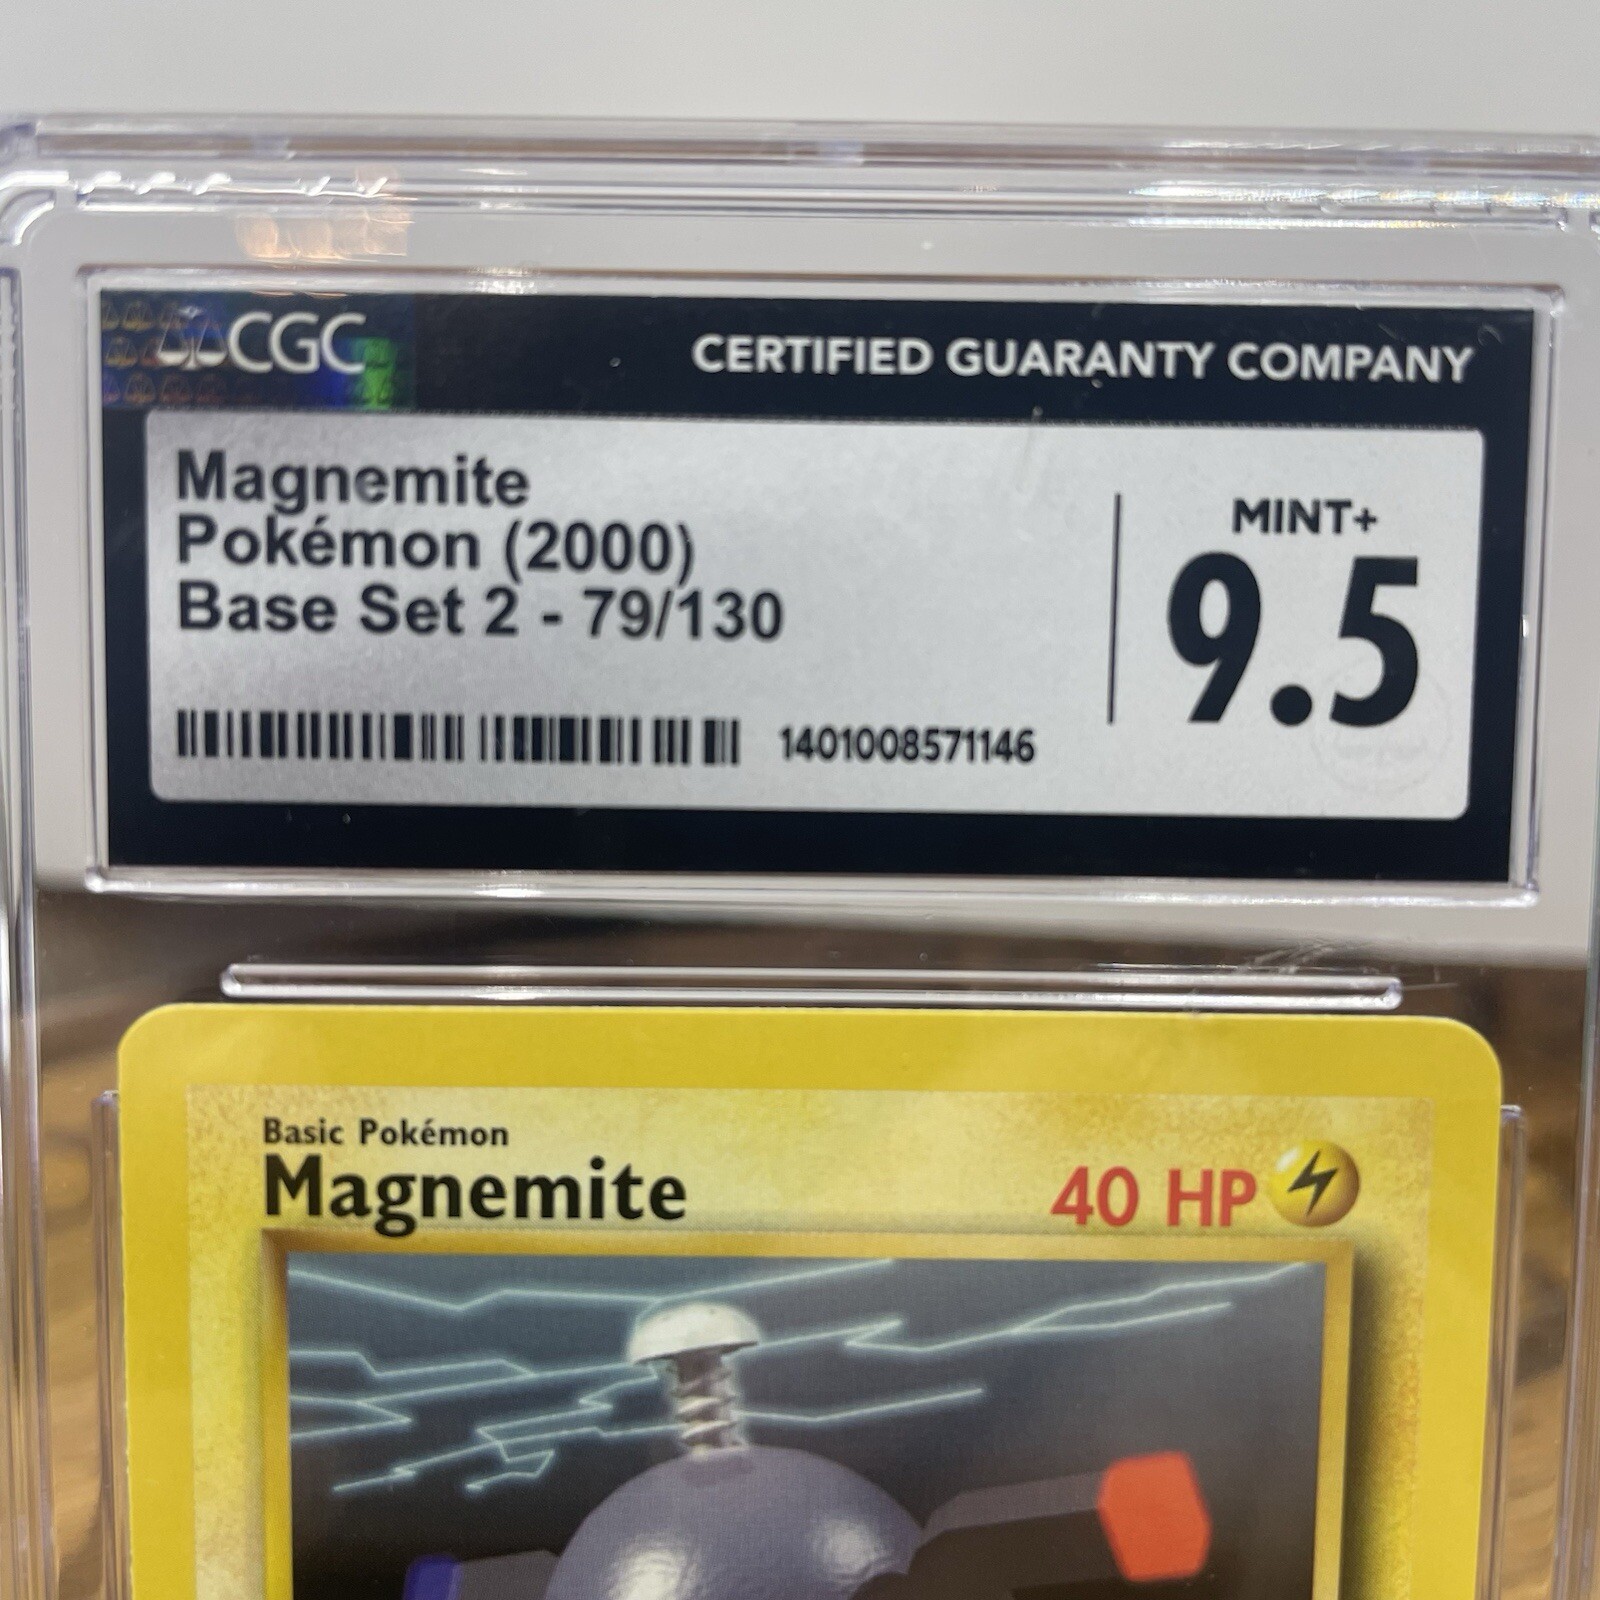 CGC
CERTIFIED GUARANTY COMPANY
Magnemite
Pokémon (2000)
Base Set 2 - 79/130
MINT+
9.5
1401008571146
Basic Pokémon
Magnemite
40 HP